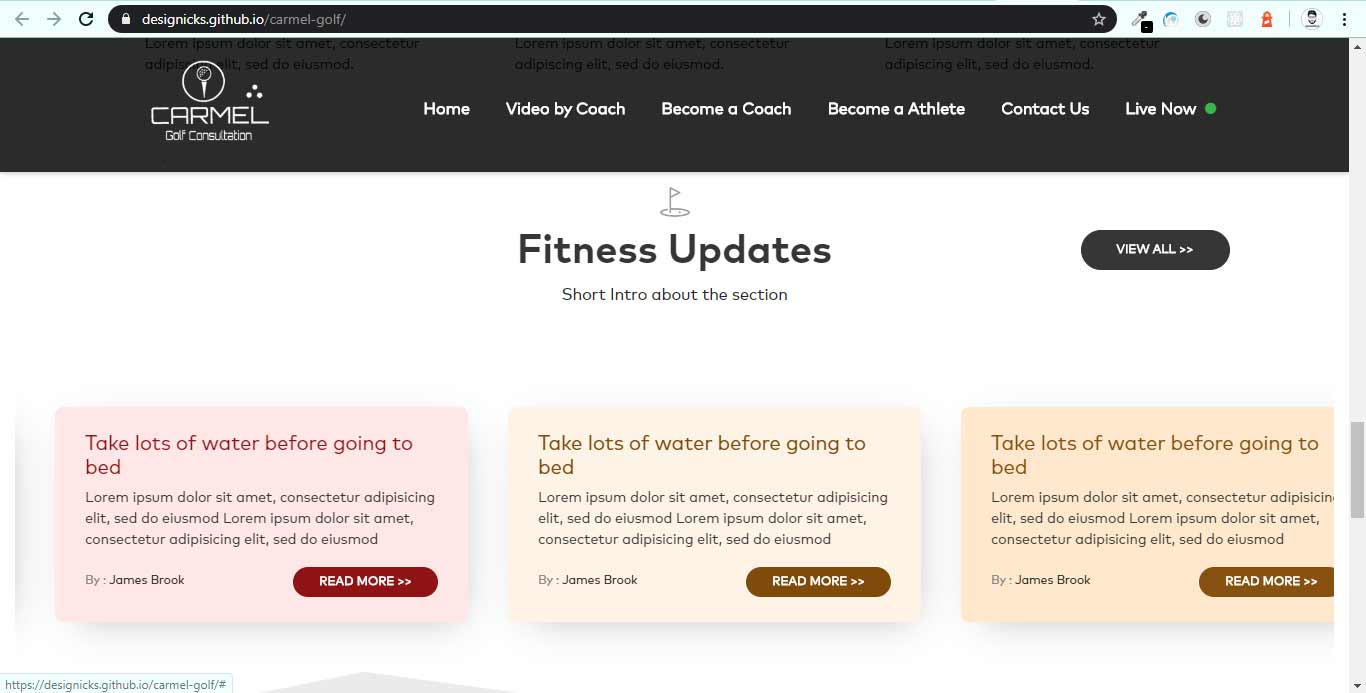 designicks.github.io/carmel-golf/
Lorem ipsum dolor sit amet, consectetur
adipiscing elit, sed do eiusmod.
Lorem ipsum dolor sit amet, consectetur
adipiscing elit, sed do eiusmod.
Lorem ipsum dolor sit amet, consectetur
adipiscing elit, sed do eiusmod.
CARMEL
Golf Consultation
Home
Video by Coach
Become a Coach
Become a Athlete
Contact Us
Live Now
Fitness Updates
VIEW ALL >>
Short Intro about the section
Take lots of water before going to
bed
Lorem ipsum dolor sit amet, consectetur adipisicing
elit, sed do eiusmod Lorem ipsum dolor sit amet,
consectetur adipisicing elit, sed do eiusmod
By : James Brook
READ MORE >>
Take lots of water before going to
bed
Lorem ipsum dolor sit amet, consectetur adipisicing
elit, sed do eiusmod Lorem ipsum dolor sit amet,
consectetur adipisicing elit, sed do eiusmod
By : James Brook
READ MORE >>
Take lots of water before going to
bed
Lorem ipsum dolor sit amet, consectetur adipisicing
elit, sed do eiusmod Lorem ipsum dolor sit amet,
consectetur adipisicing elit, sed do eiusmod
By : James Brook
READ MORE >>
https://designicks.github.io/carmel-golf/#